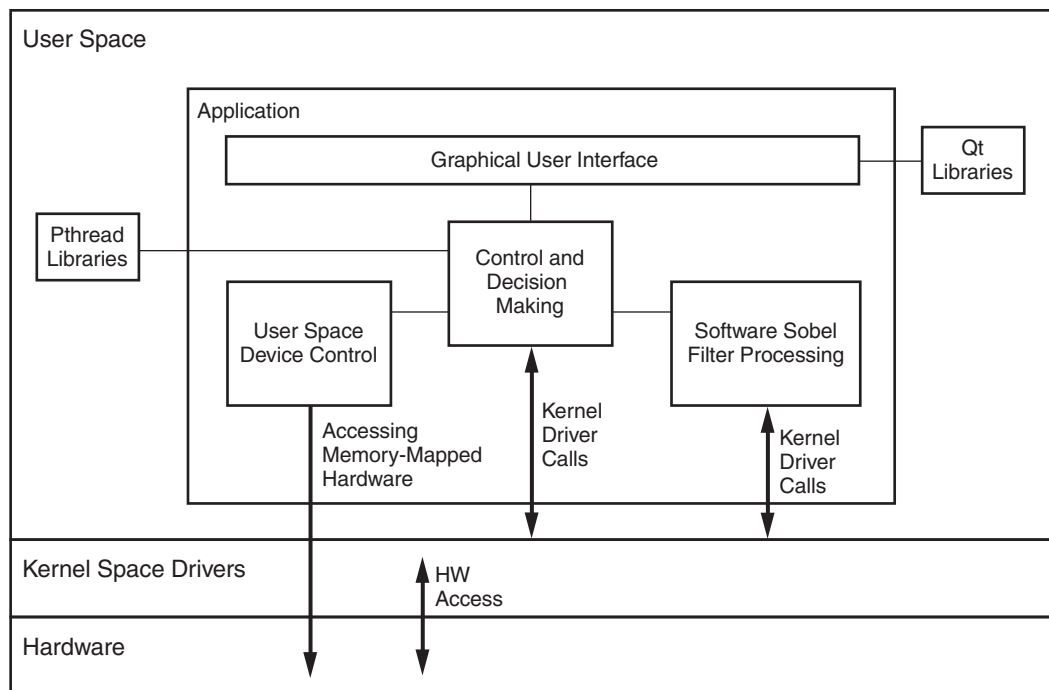 User Space
Application
Graphical User Interface
Qt
Libraries
Pthread
Libraries
Control and
Decision
Making
User Space
Device Control
Software Sobel
Filter Processing
Accessing
Memory-Mapped
Hardware
Kernel
Driver
Calls
Kernel
Driver
Calls
Kernel Space Drivers
HW
Access
Hardware